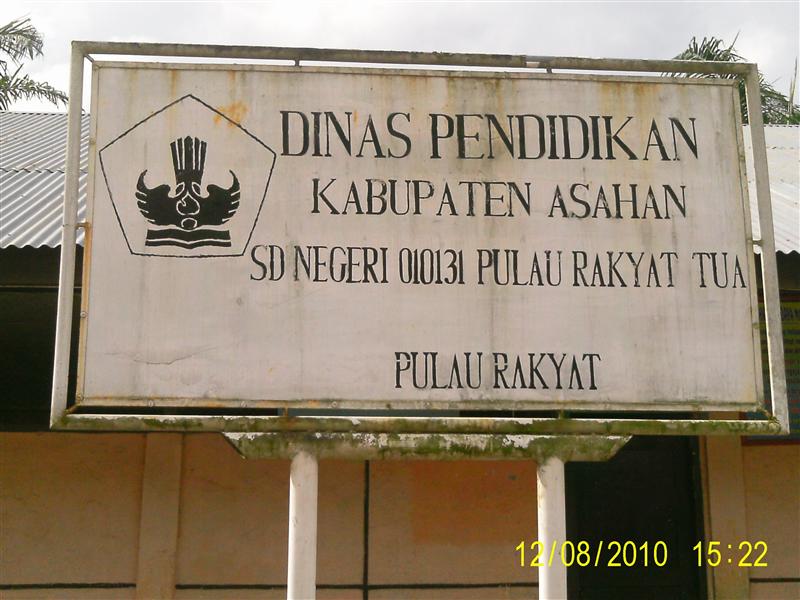 DINAS PENDIDIKAN
KABUPATEN ASAHAN
SD NEGERI 010131 PULAU RAKYAT TUA
PULAU RAKYAT
12/08/2010 15:22